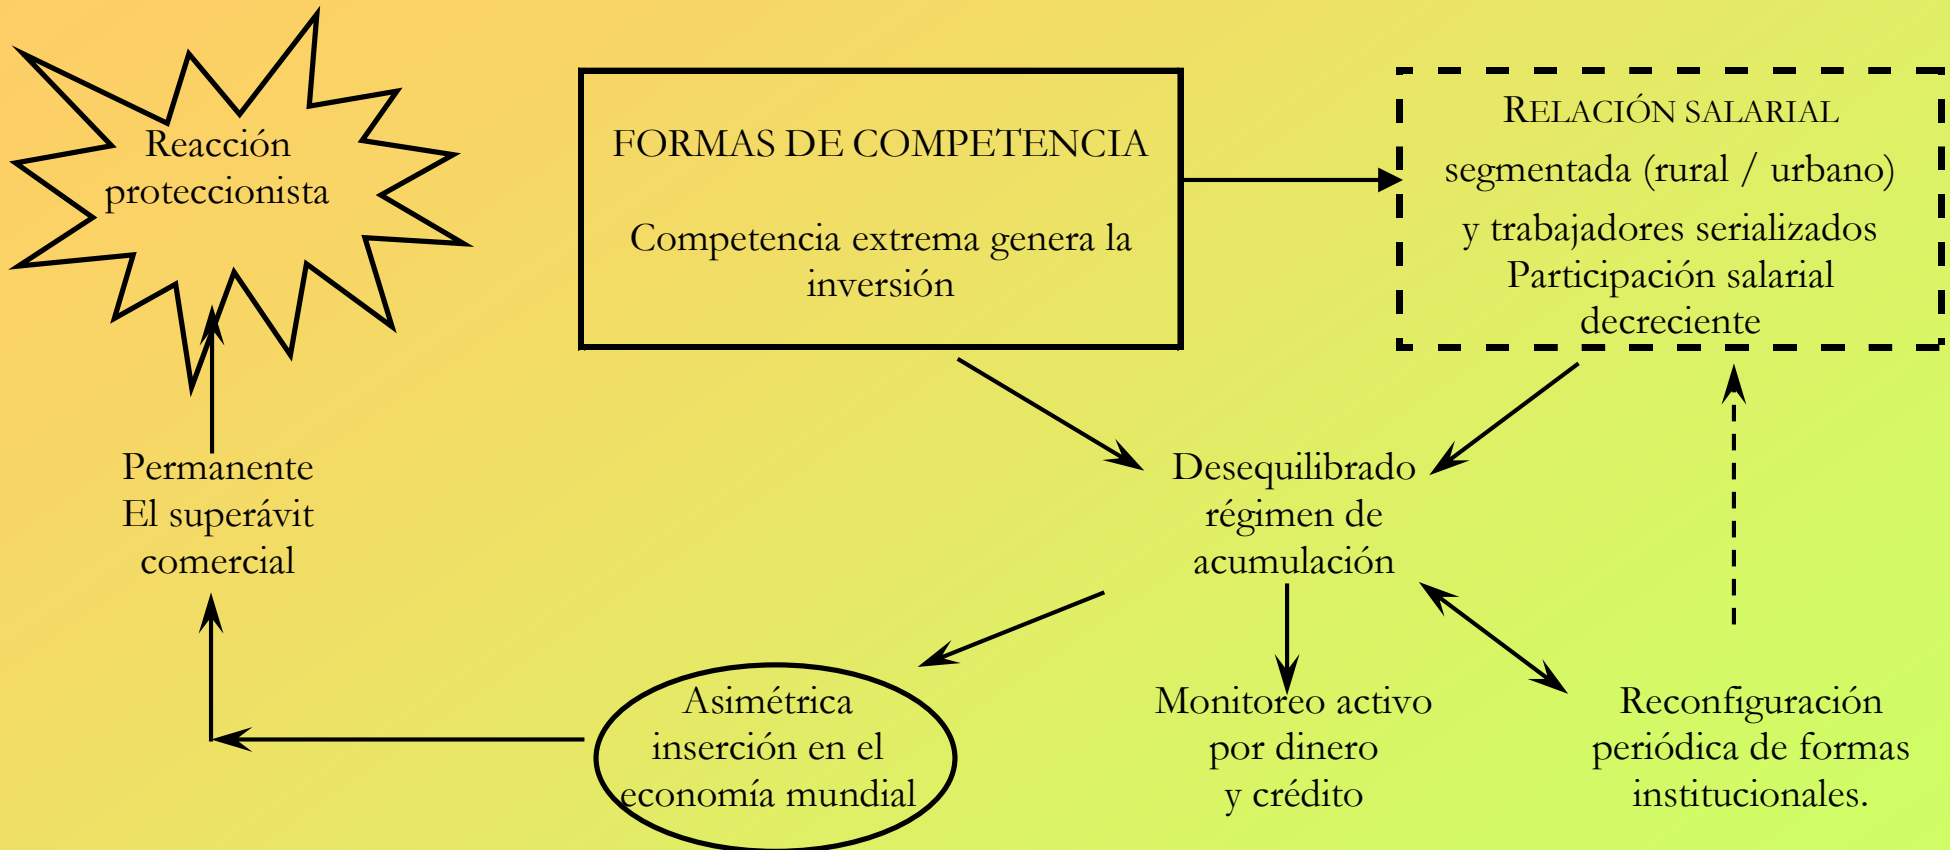 Reacción
proteccionista
FORMAS DE COMPETENCIA
Competencia extrema genera la
inversión
RELACIÓN SALARIAL
segmentada (rural / urbano)
y trabajadores serializados
Participación salarial
decreciente
Permanente
El superávit
comercial
Desequilibrado
régimen de
acumulación
Asimétrica
inserción en el
economía mundial
Monitoreo activo
por dinero
y crédito
Reconfiguración
periódica de formas
institucionales.